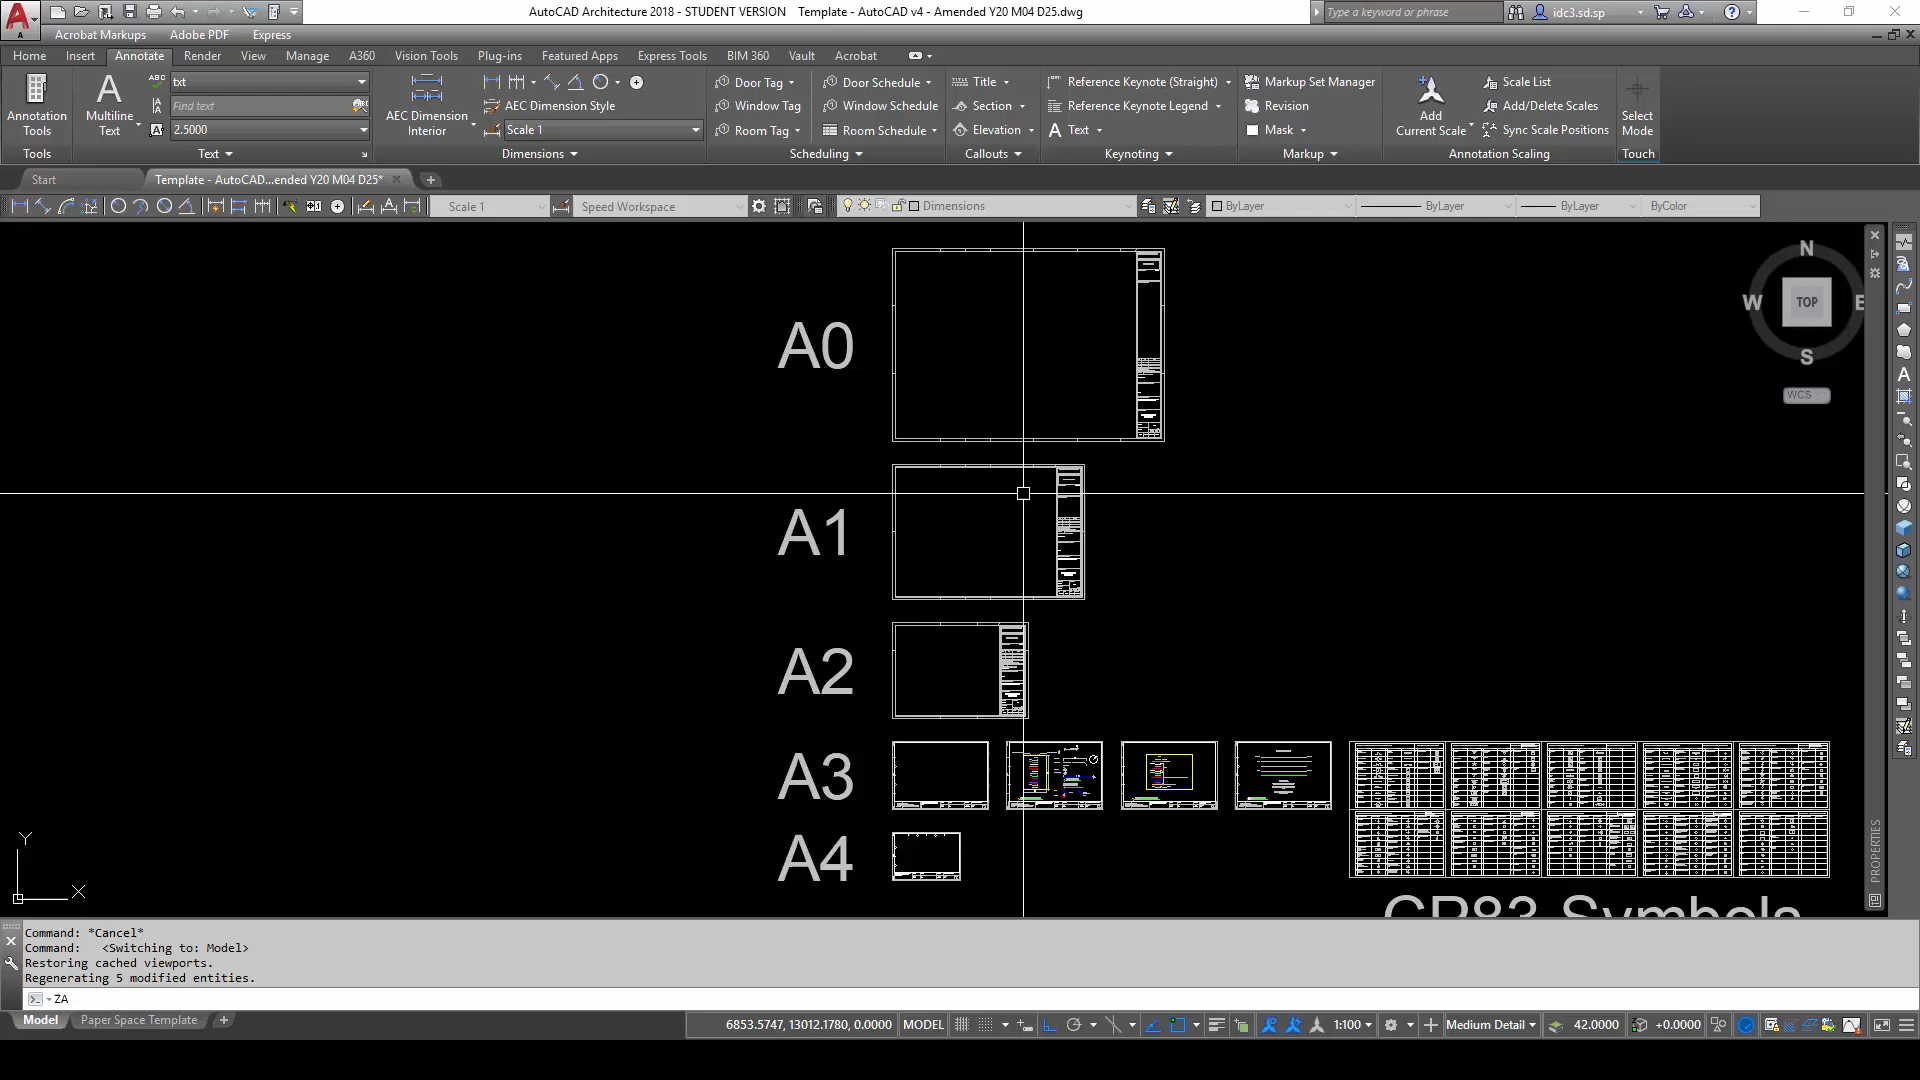 AutoCAD Architecture 2018 - STUDENT VERSION Template - AutoCAD v4 - Amended Y20 M04 D25.dwg
Type a keyword or phrase
idc3.sd.sp
Acrobat Markups Adobe PDF Express
Home Insert Annotate Render View Manage A360 Vision Tools Plug-ins Featured Apps Express Tools BIM 360 Vault Acrobat
Annotation Tools
Tools
Multiline Text
txt
Find text
2.5000
Text
AEC Dimension Interior
AEC Dimension Style
Scale 1
Dimensions
Door Tag
Window Tag
Room Tag
Door Schedule
Window Schedule
Room Schedule
Scheduling
Title
Section
Elevation
Callouts
Reference Keynote (Straight)
Reference Keynote Legend
Text
Keynoting
Markup Set Manager
Revision
Mask
Markup
Add Current Scale
Scale List
Add/Delete Scales
Sync Scale Positions
Annotation Scaling
Select Mode
Touch
Start
Template - AutoCAD...ended Y20 M04 D25*
Scale 1
Speed Workspace
Dimensions
ByLayer
ByLayer
ByLayer
ByColor
N
W
TOP
E
S
WCS
A0
A1
A2
A3
A4
CP83 Symbols
PROPERTIES
Y
X
Command: *Cancel*
Command: <Switching to: Model>
Restoring cached viewports.
Regenerating 5 modified entities.
ZA
Model
Paper Space Template
6853.5747, 13012.1780, 0.0000
MODEL
1:100
Medium Detail
42.0000
+0.0000